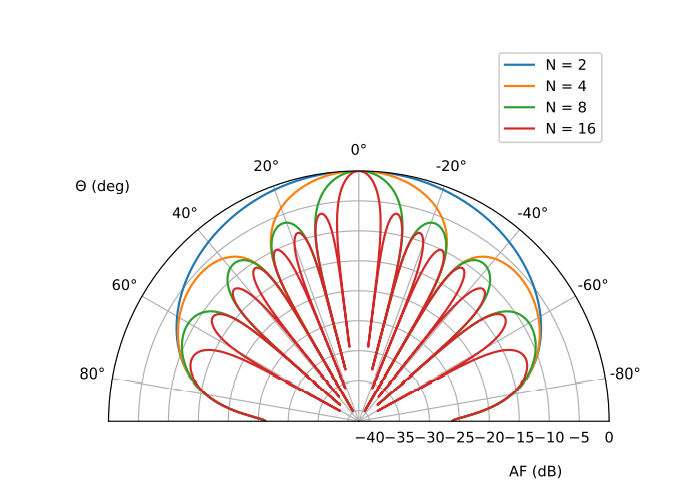 N = 2
N = 4
N = 8
N = 16
0°
20°
-20°
Θ (deg)
40°
-40°
60°
-60°
80°
-80°
−40 −35 −30 −25 −20 −15 −10 −5 0
AF (dB)